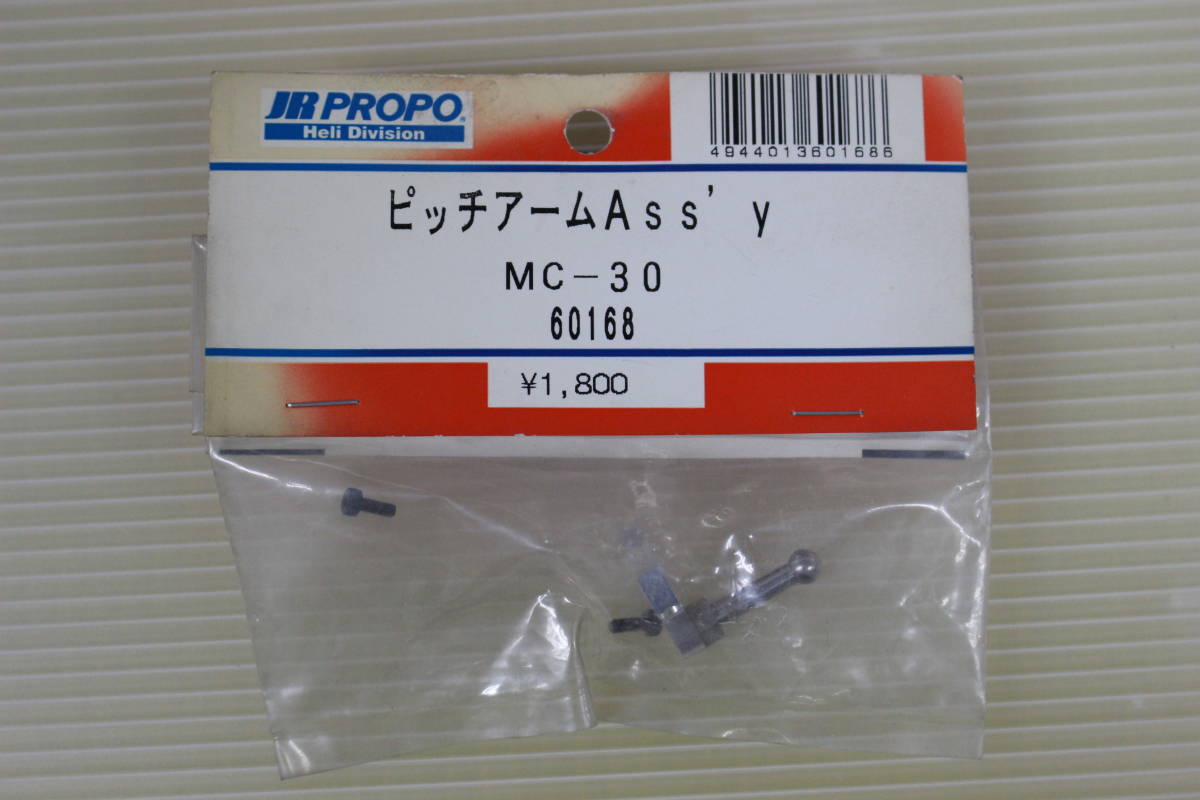 JR PROPO®
Heli Division
4944013601686
ピッチアームAss'y
MC-30
60168
¥1,800